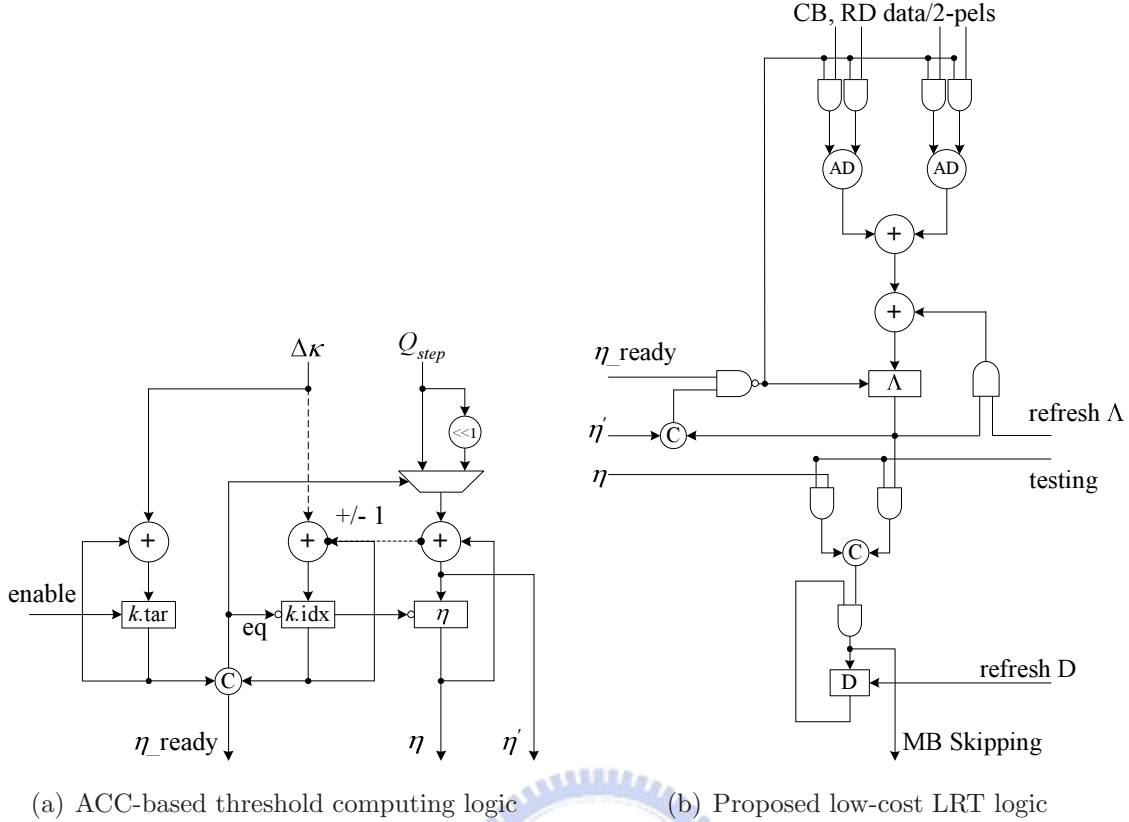 CB, RD data/2-pels
AD
AD
+
+
Δκ
Q_step
η_ready
Λ
<<1
η′
C
refresh Λ
η
testing
+/- 1
+
+
+
C
enable
k.tar
k.idx
η
eq
C
D
refresh D
η_ready
η
η′
MB Skipping
(a) ACC-based threshold computing logic
(b) Proposed low-cost LRT logic